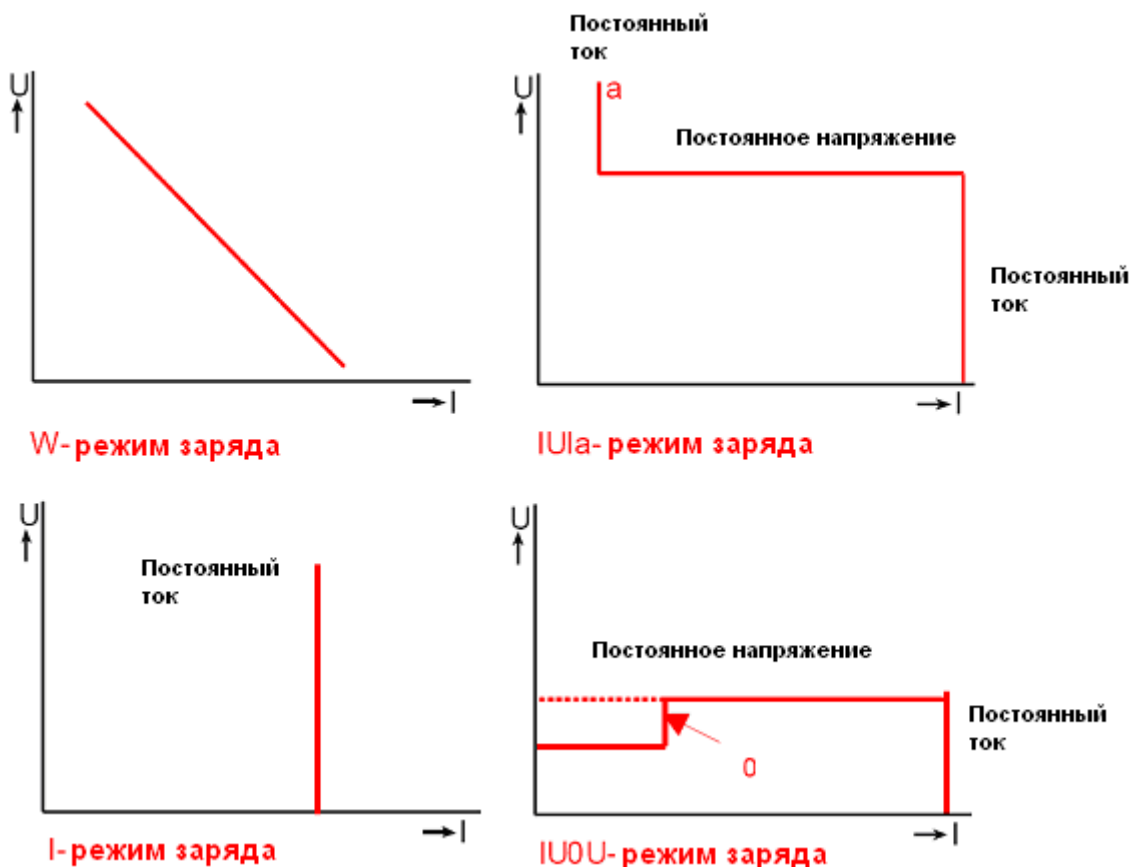 Постоянный
ток
U
a
Постоянное напряжение
Постоянный
ток
I
IUIa- режим заряда
U
I
W- режим заряда
U
Постоянный
ток
I
I- режим заряда
U
Постоянное напряжение
Постоянный
ток
0
I
IU0U- режим заряда